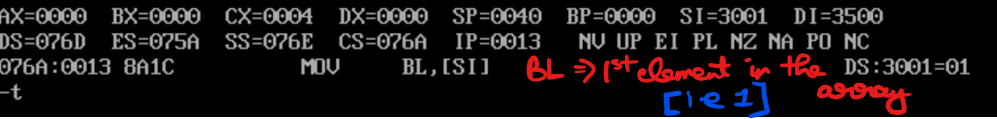 AX=0000 BX=0000 CX=0004 DX=0000 SP=0040 BP=0000 SI=3001 DI=3500
DS=076D ES=075A SS=076E CS=076A IP=0013 NV UP EI PL NZ NA PO NC
076A:0013 8A1C MOV BL,[SI] BL ⇒ 1st element in the array DS:3001=01
-t [i.e 1]